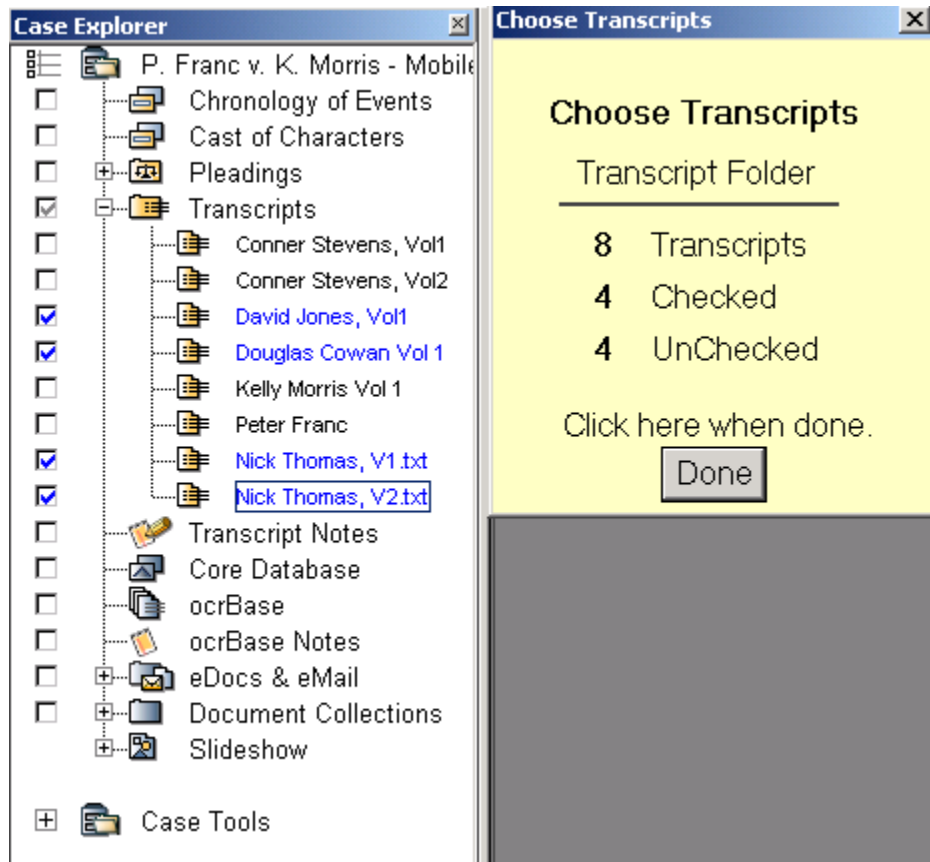 Case Explorer
P. Franc v. K. Morris - Mobile
Chronology of Events
Cast of Characters
Pleadings
Transcripts
Conner Stevens, Vol1
Conner Stevens, Vol2
David Jones, Vol1
Douglas Cowan Vol 1
Kelly Morris Vol 1
Peter Franc
Nick Thomas, V1.txt
Nick Thomas, V2.txt
Transcript Notes
Core Database
ocrBase
ocrBase Notes
eDocs & eMail
Document Collections
Slideshow
Case Tools
Choose Transcripts
Choose Transcripts
Transcript Folder
8 Transcripts
4 Checked
4 UnChecked
Click here when done.
Done